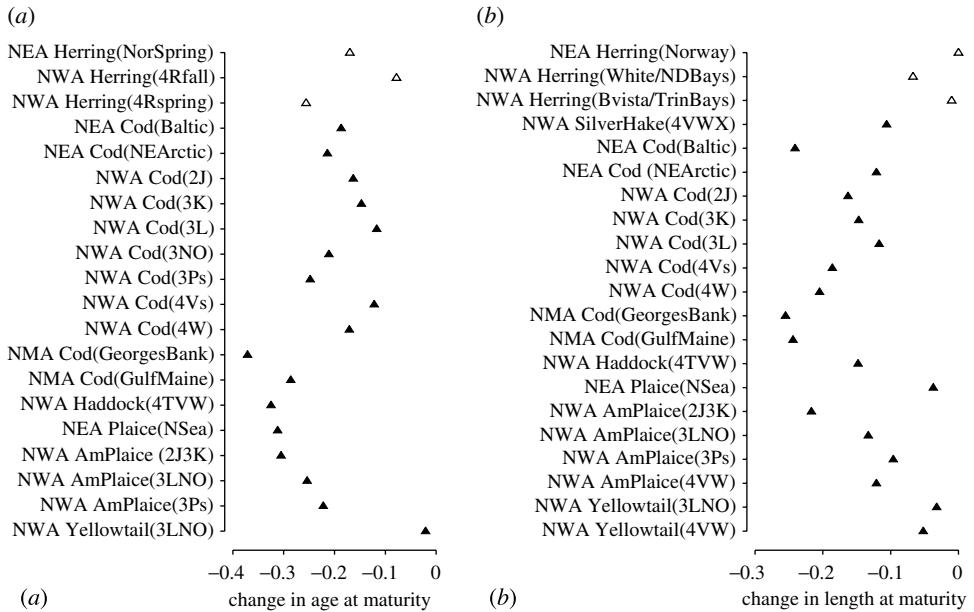 (a)
NEA Herring(NorSpring)
NWA Herring(4Rfall)
NWA Herring(4Rspring)
NEA Cod(Baltic)
NEA Cod(NEArctic)
NWA Cod(2J)
NWA Cod(3K)
NWA Cod(3L)
NWA Cod(3NO)
NWA Cod(3Ps)
NWA Cod(4Vs)
NWA Cod(4W)
NMA Cod(GeorgesBank)
NMA Cod(GulfMaine)
NWA Haddock(4TVW)
NEA Plaice(NSea)
NWA AmPlaice (2J3K)
NWA AmPlaice(3LNO)
NWA AmPlaice(3Ps)
NWA Yellowtail(3LNO)
−0.4 −0.3 −0.2 −0.1 0
(a) change in age at maturity
(b)
NEA Herring(Norway)
NWA Herring(White/NDBays)
NWA Herring(Bvista/TrinBays)
NWA SilverHake(4VWX)
NEA Cod(Baltic)
NEA Cod (NEArctic)
NWA Cod(2J)
NWA Cod(3K)
NWA Cod(3L)
NWA Cod(4Vs)
NWA Cod(4W)
NMA Cod(GeorgesBank)
NMA Cod(GulfMaine)
NWA Haddock(4TVW)
NEA Plaice(NSea)
NWA AmPlaice(2J3K)
NWA AmPlaice(3LNO)
NWA AmPlaice(3Ps)
NWA AmPlaice(4VW)
NWA Yellowtail(3LNO)
NWA Yellowtail(4VW)
−0.3 −0.2 −0.1 0
(b) change in length at maturity